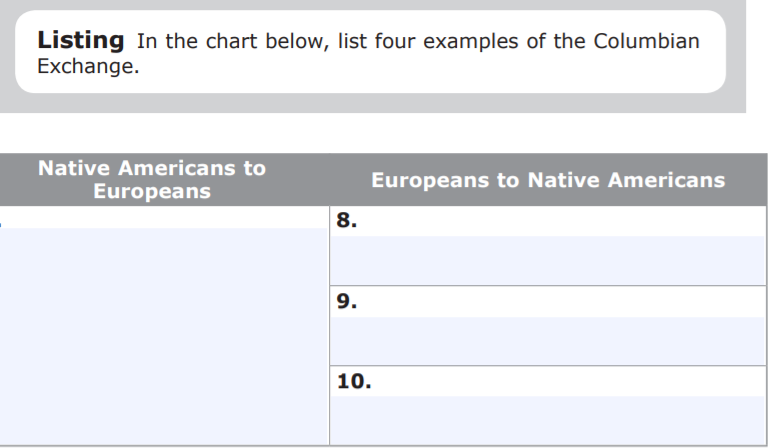 Listing In the chart below, list four examples of the Columbian
Exchange.
Native Americans to
Europeans
Europeans to Native Americans
8.
9.
10.